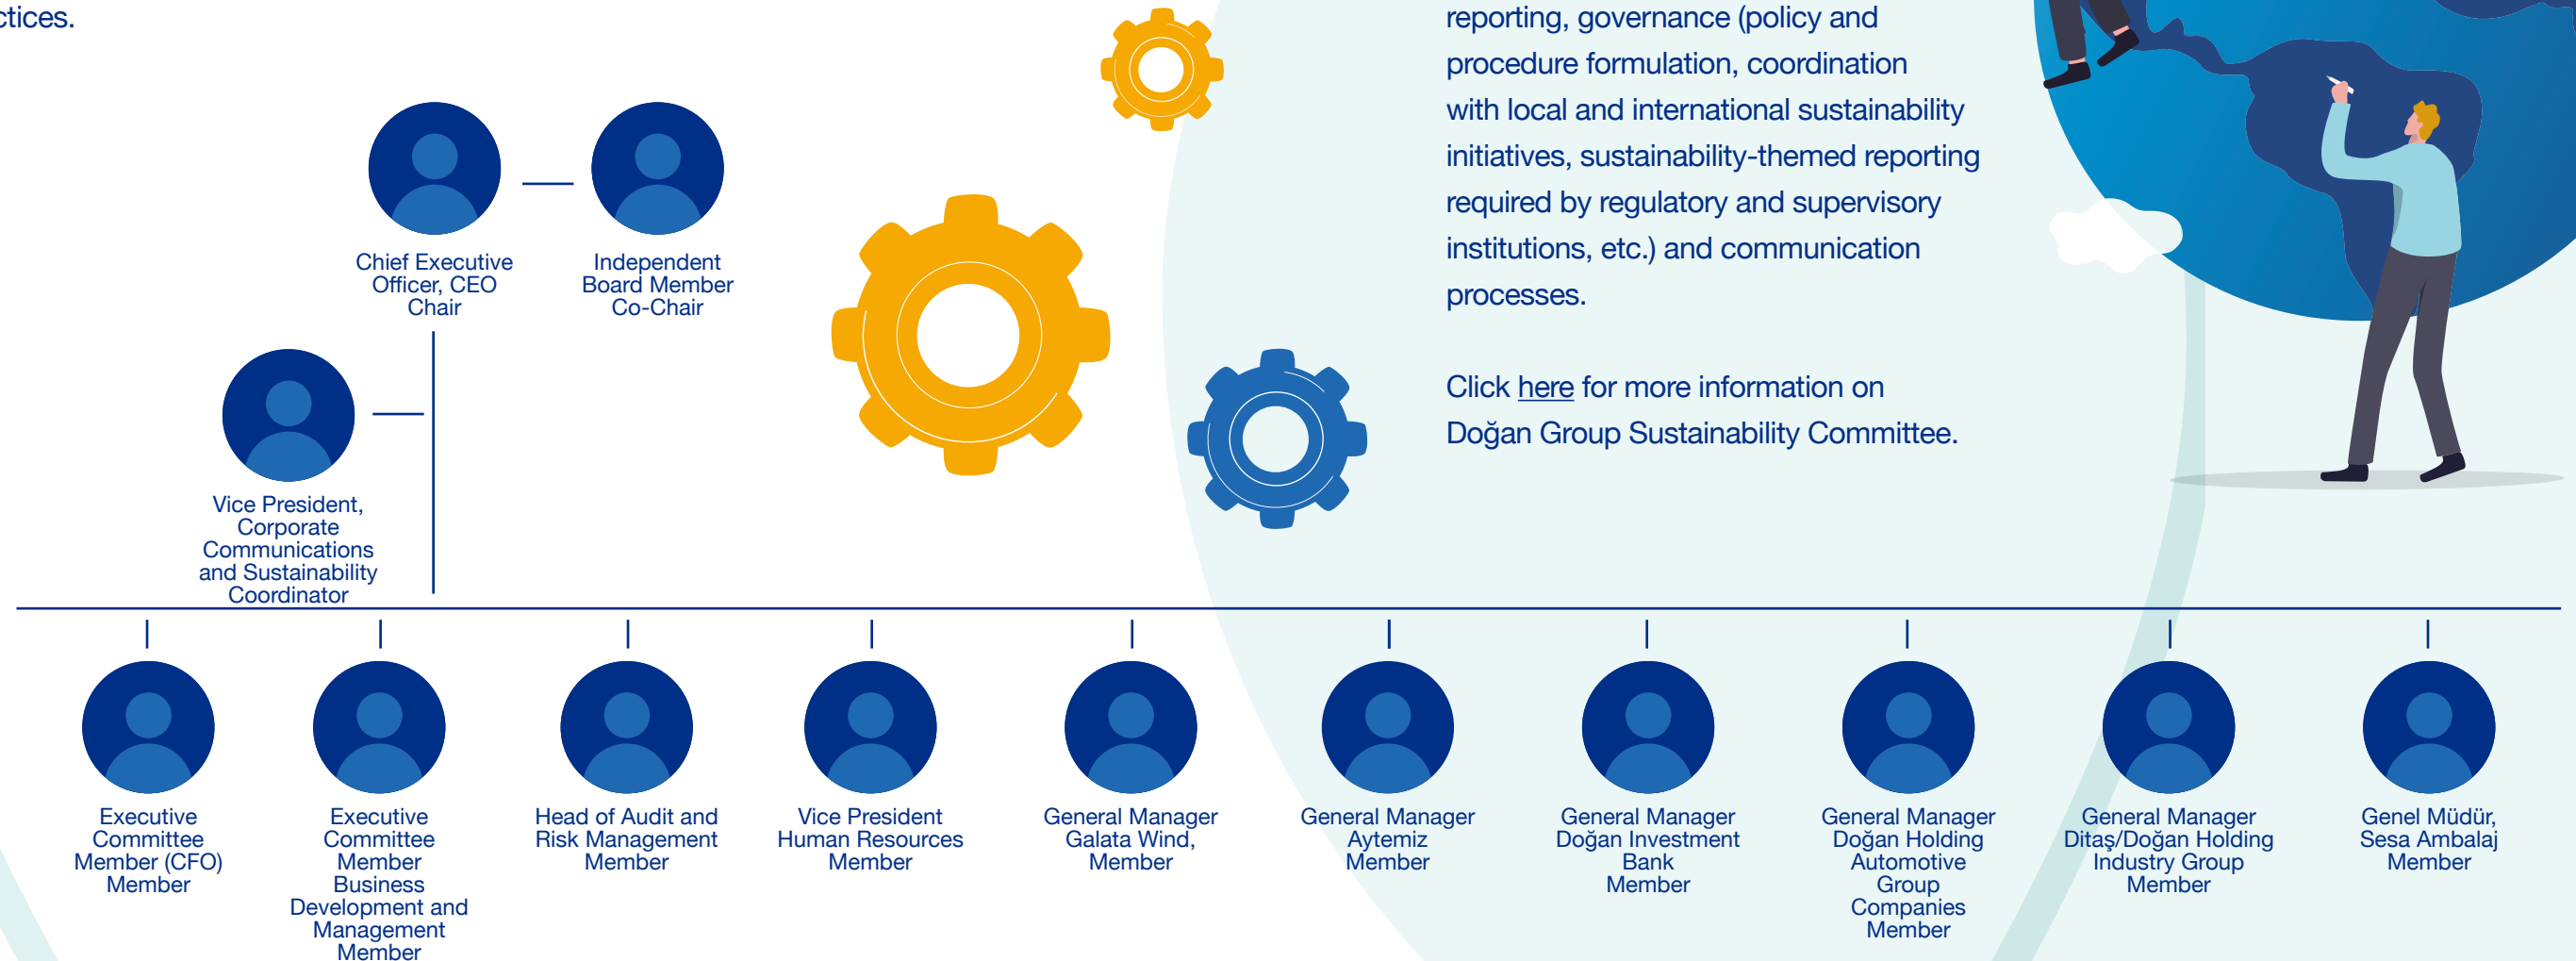 reporting, governance (policy and
procedure formulation, coordination
with local and international sustainability
initiatives, sustainability-themed reporting
required by regulatory and supervisory
institutions, etc.) and communication
processes.
Click here for more information on
Doğan Group Sustainability Committee.
Chief Executive
Officer, CEO
Chair
Independent
Board Member
Co-Chair
Vice President,
Corporate
Communications
and Sustainability
Coordinator
Executive
Committee
Member (CFO)
Member
Executive
Committee
Member
Business
Development and
Management
Member
Head of Audit and
Risk Management
Member
Vice President
Human Resources
Member
General Manager
Galata Wind,
Member
General Manager
Aytemiz
Member
General Manager
Doğan Investment
Bank
Member
General Manager
Doğan Holding
Automotive
Group
Companies
Member
General Manager
Ditaş/Doğan Holding
Industry Group
Member
Genel Müdür,
Sesa Ambalaj
Member